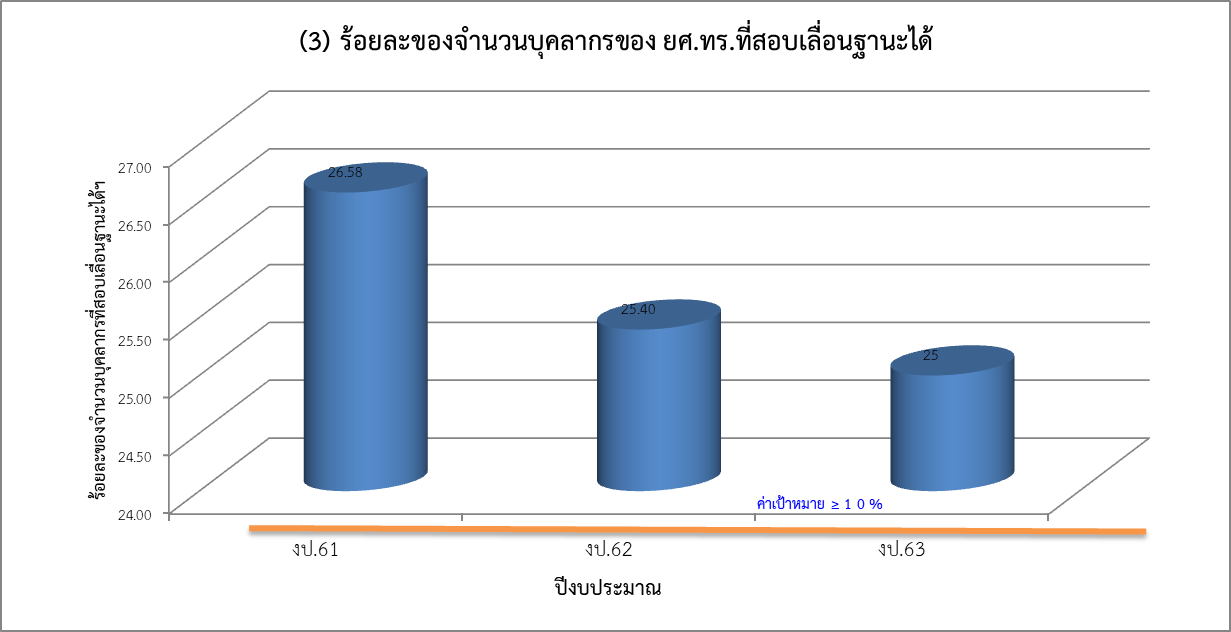 (3) ร้อยละของจำนวนบุคลากรของ ยศ.ทร.ที่สอบเลื่อนฐานะได้
ร้อยละของจำนวนบุคลากรที่สอบเลื่อนฐานะได้ฯ
27.00
26.50
26.00
25.50
25.00
24.50
24.00
26.58
25.40
25
ค่าเป้าหมาย ≥ 1 0 %
งป.61
งป.62
งป.63
ปีงบประมาณ